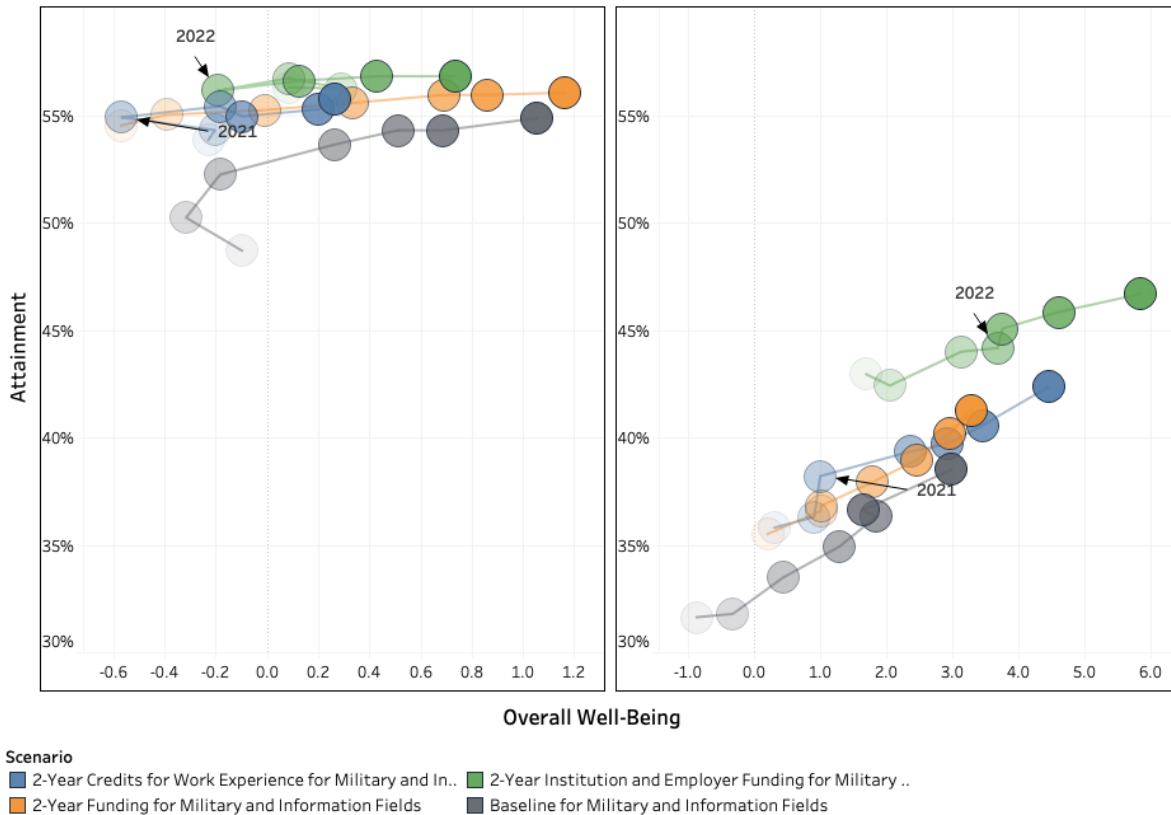 2022
55%
2021
50%
45%
40%
35%
30%
-0.6 -0.4 -0.2 0.0 0.2 0.4 0.6 0.8 1.0 1.2
55%
50%
2022
45%
40%
2021
35%
30%
-1.0 0.0 1.0 2.0 3.0 4.0 5.0 6.0
Attainment
Overall Well-Being
Scenario
2-Year Credits for Work Experience for Military and In..
2-Year Institution and Employer Funding for Military ..
2-Year Funding for Military and Information Fields
Baseline for Military and Information Fields